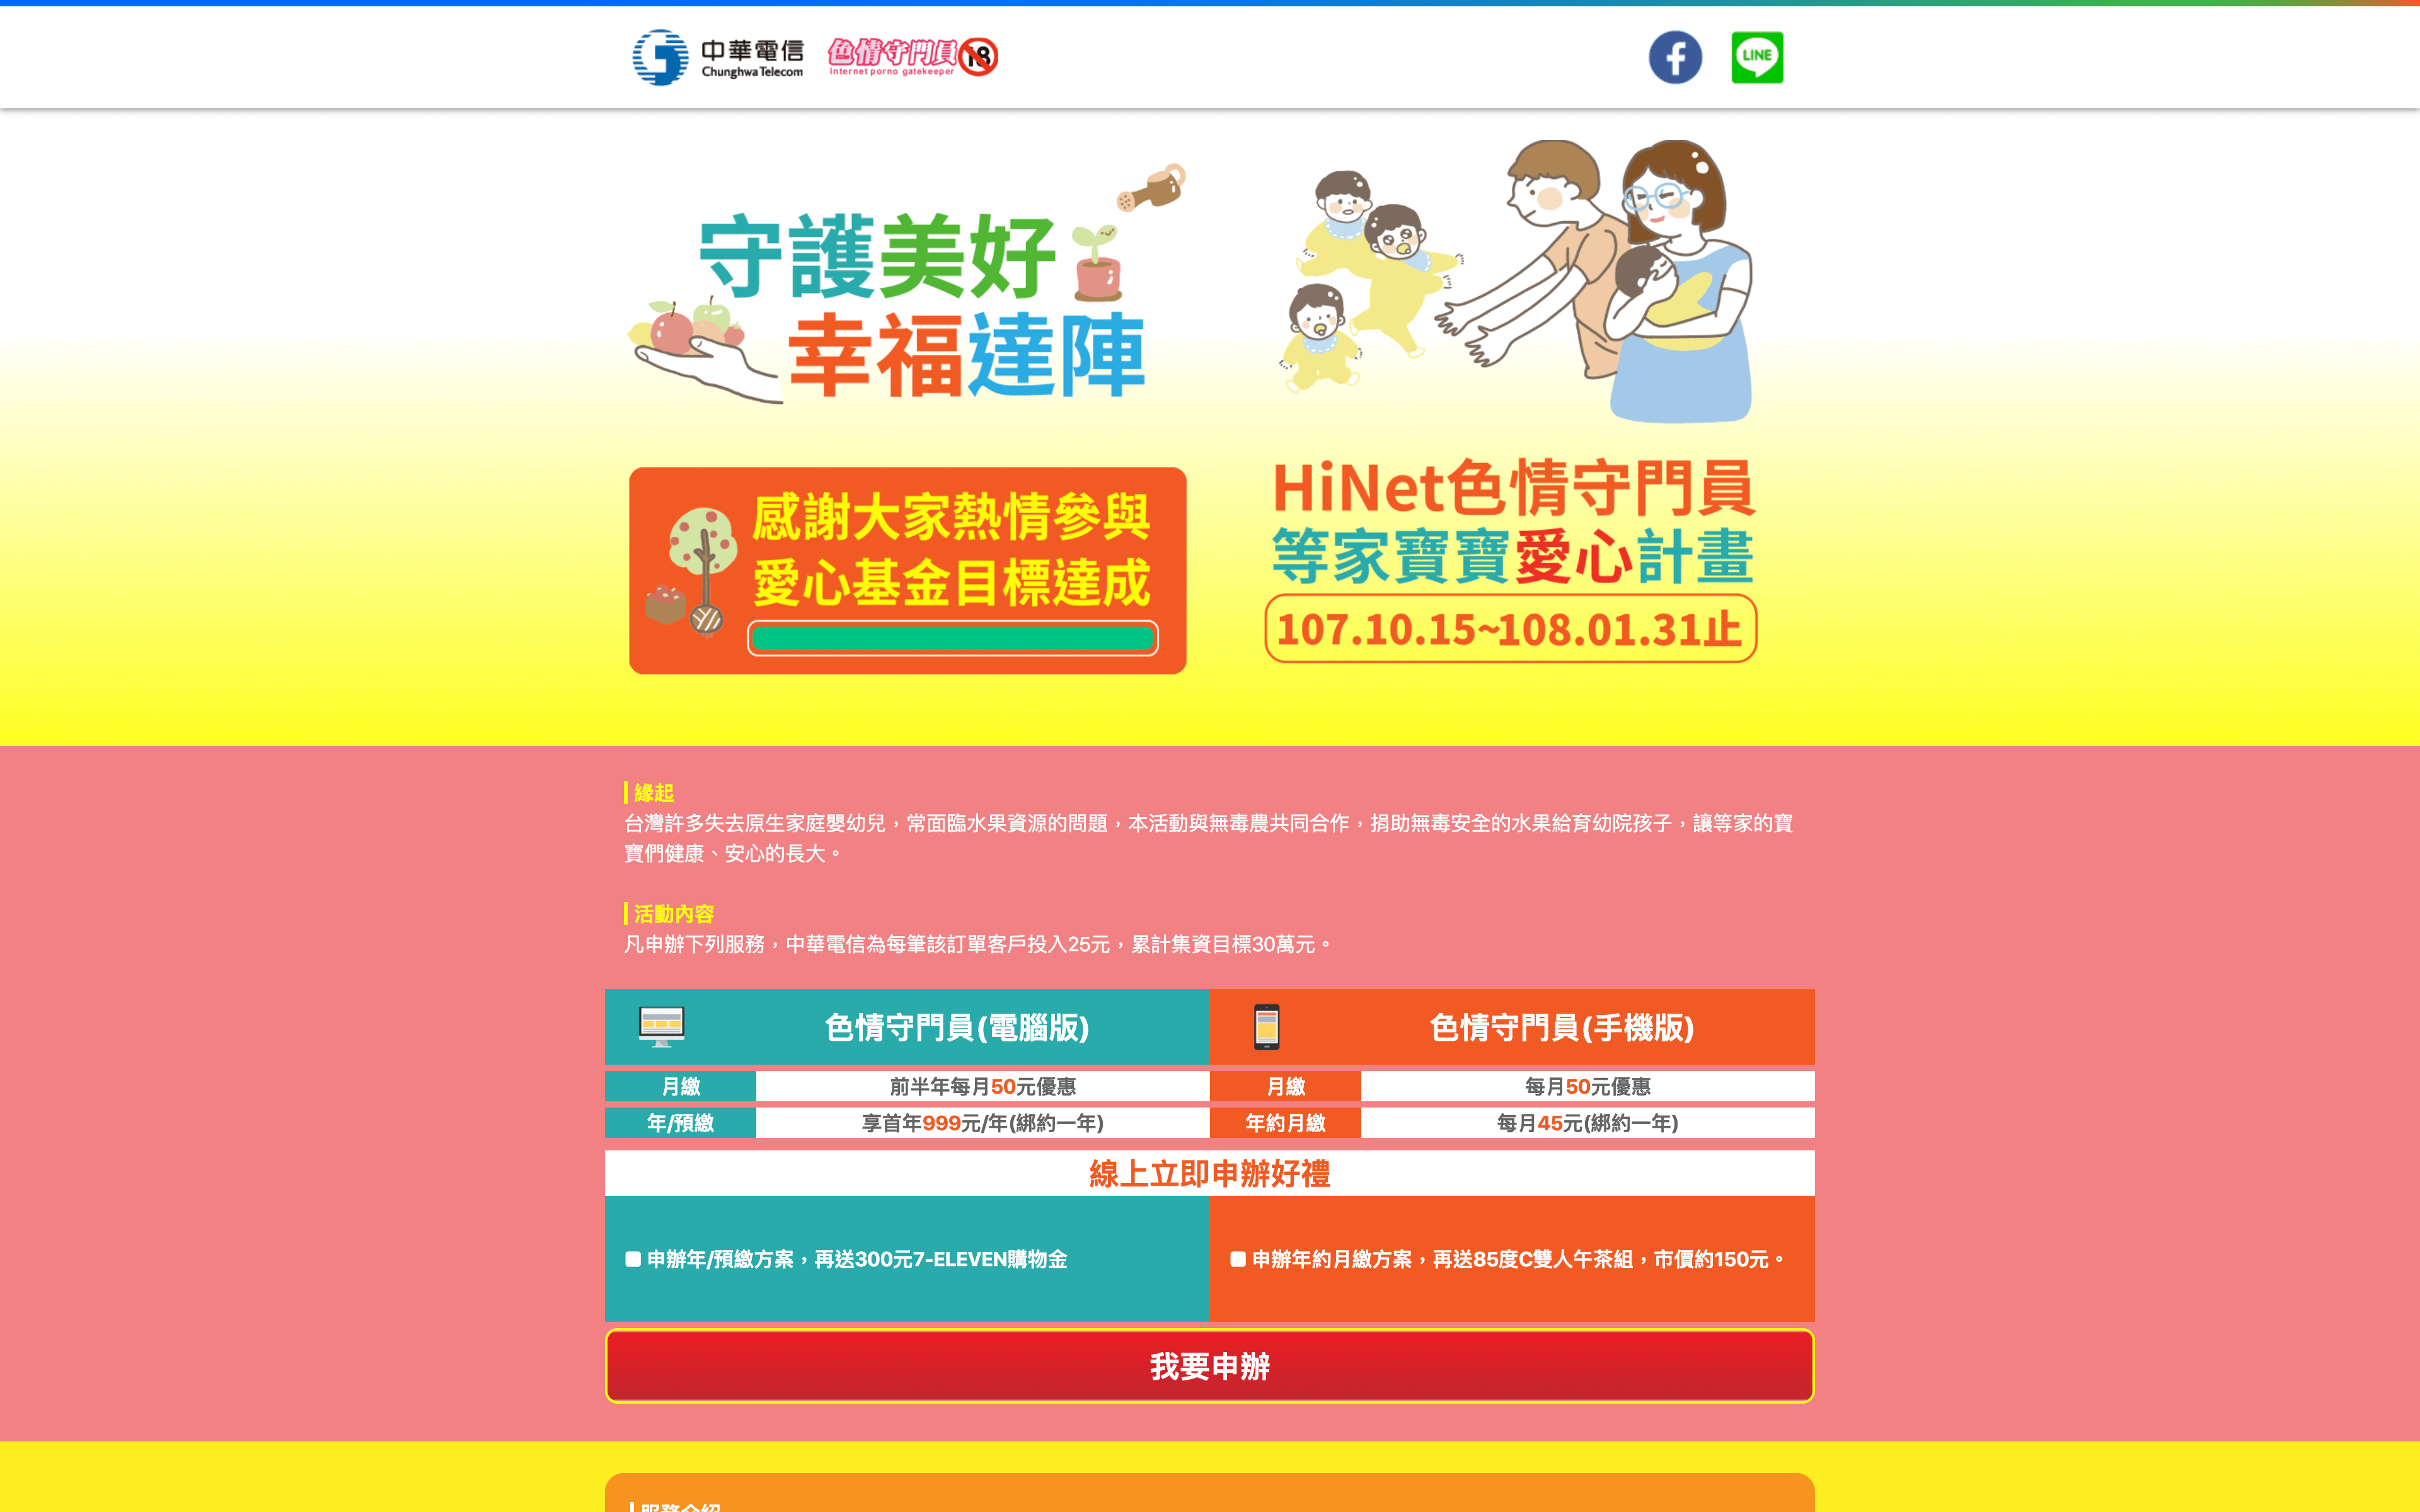 中華電信
Chunghwa Telecom
色情守門員
18
Internet porno gatekeeper
LINE
守護美好
幸福達陣
感謝大家熱情參與
愛心基金目標達成
HiNet色情守門員
等家寶寶愛心計畫
107.10.15~108.01.31止
緣起
台灣許多失去原生家庭嬰幼兒，常面臨水果資源的問題，本活動與無毒農共同合作，捐助無毒安全的水果給育幼院孩子，讓等家的寶
寶們健康、安心的長大。
活動內容
凡申辦下列服務，中華電信為每筆該訂單客戶投入25元，累計集資目標30萬元。
色情守門員(電腦版)
色情守門員(手機版)
月繳
前半年每月50元優惠
月繳
每月50元優惠
年/預繳
享首年999元/年(綁約一年)
年約月繳
每月45元(綁約一年)
線上立即申辦好禮
申辦年/預繳方案，再送300元7-ELEVEN購物金
申辦年約月繳方案，再送85度C雙人午茶組，市價約150元。
我要申辦
服務介紹